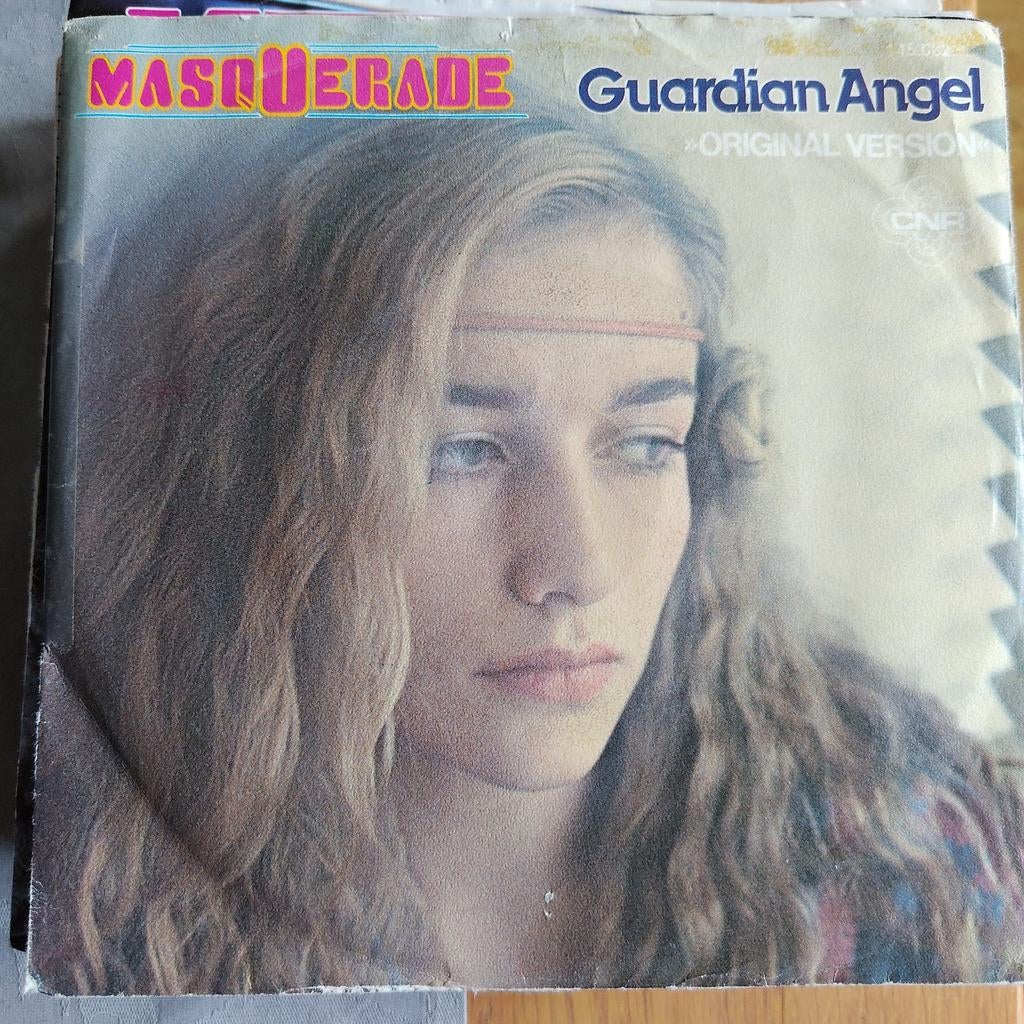 MASQUERADE
Guardian Angel
»ORIGINAL VERSION«
CNR